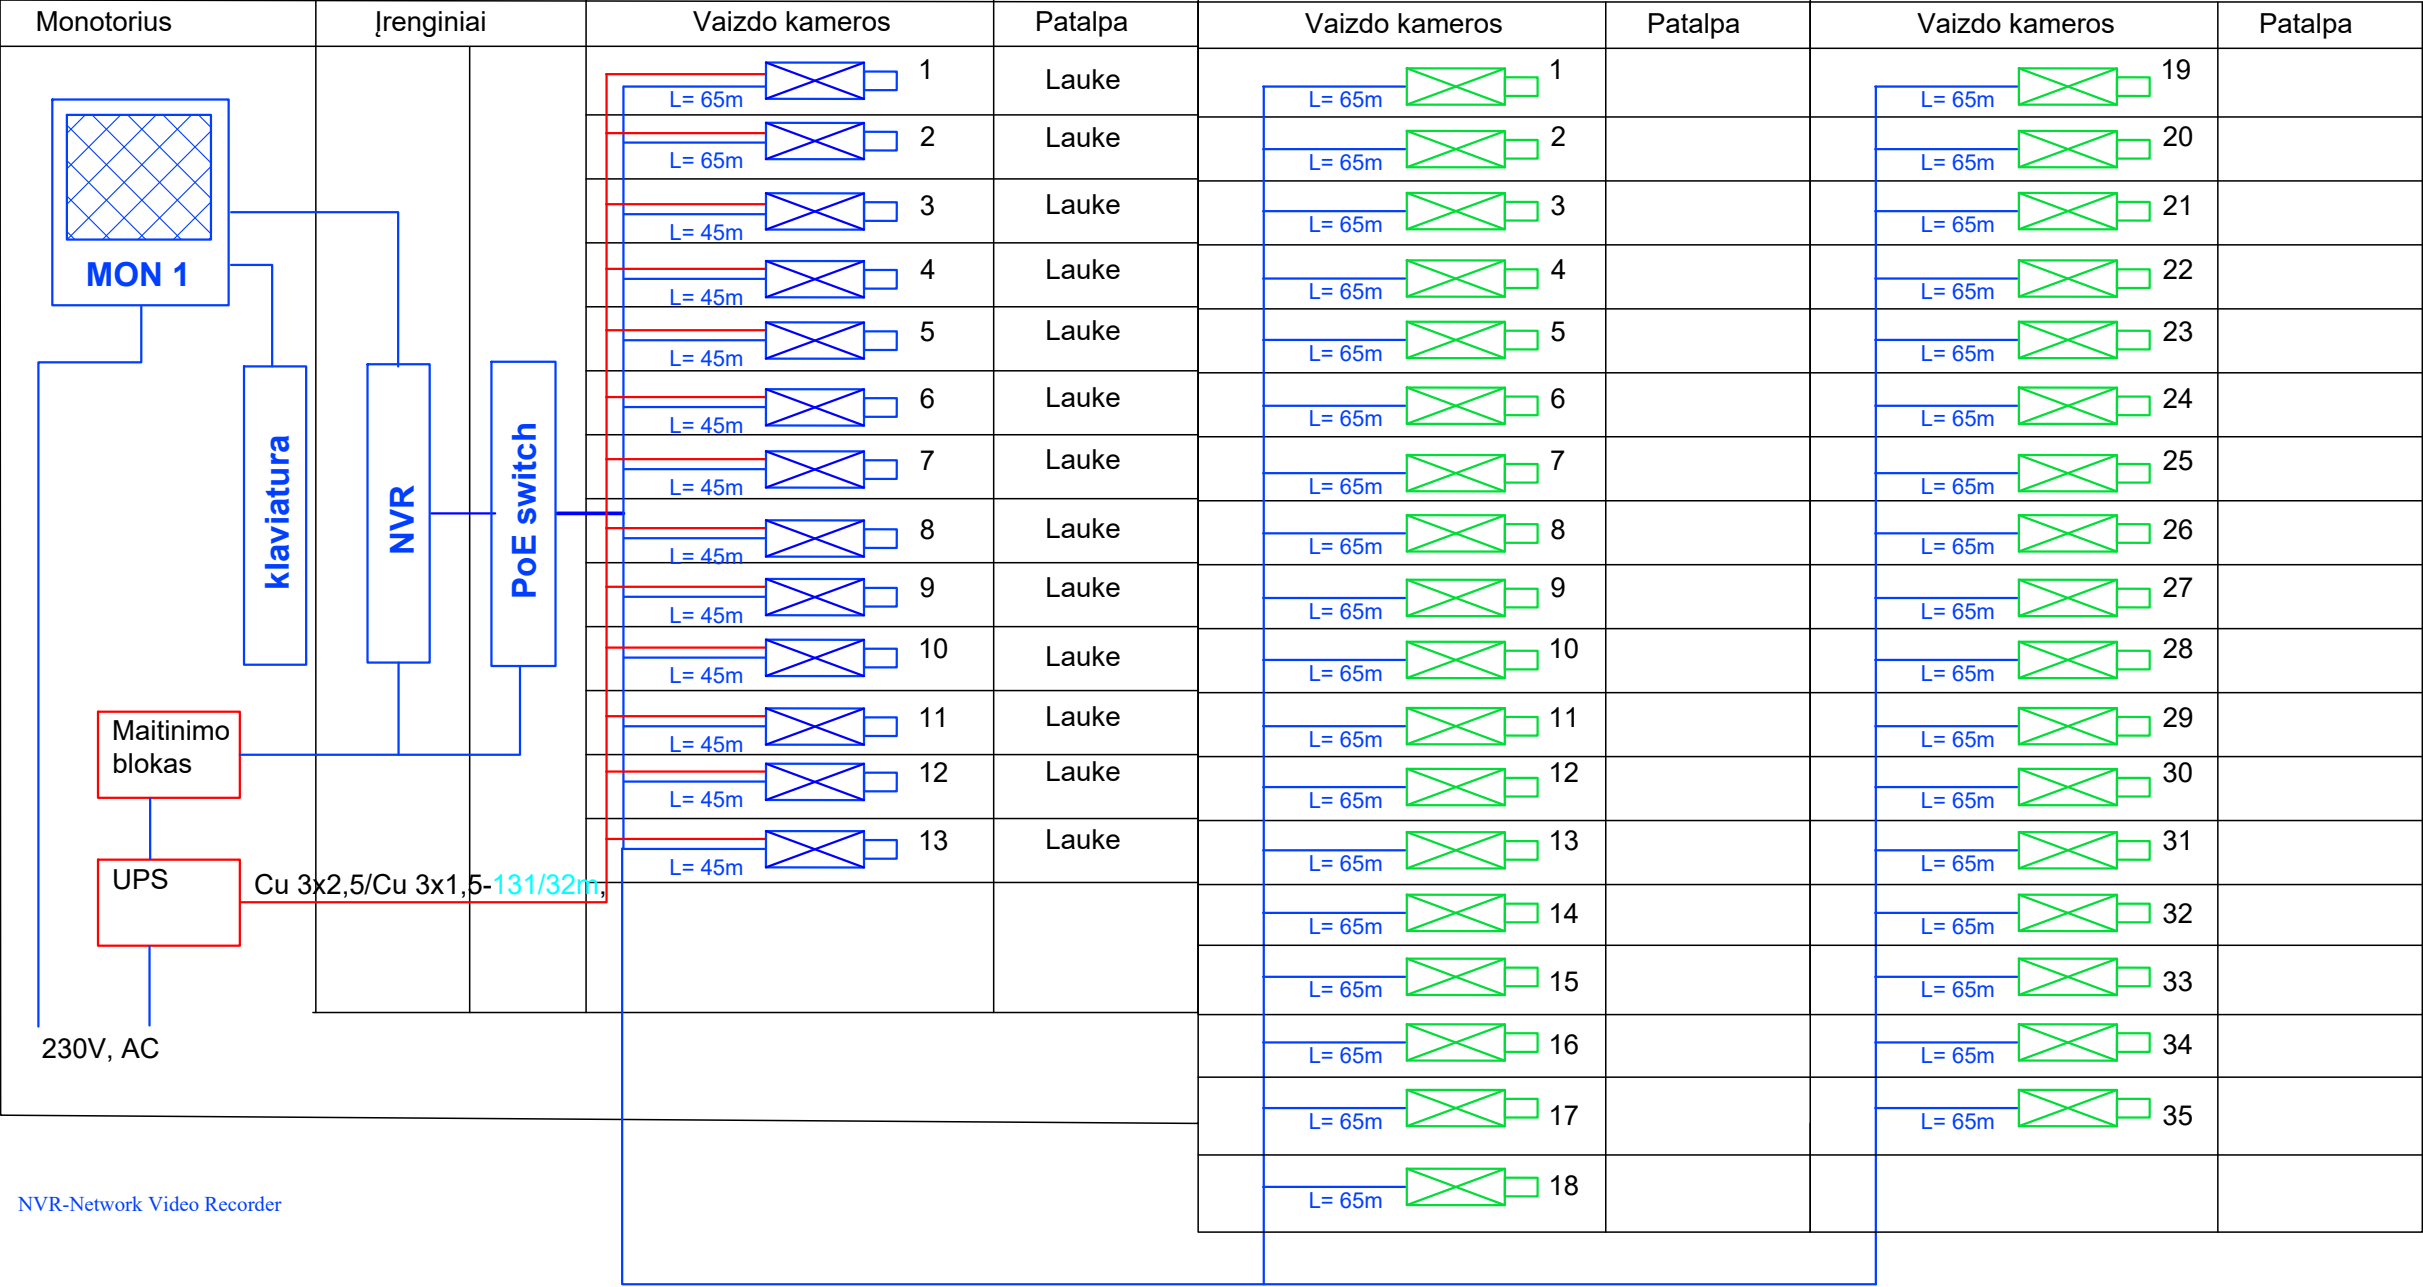 Monotorius
Įrenginiai
Vaizdo kameros
Patalpa
Vaizdo kameros
Patalpa
Vaizdo kameros
Patalpa
MON 1
klaviatura
NVR
PoE switch
Maitinimo
blokas
UPS
Cu 3x2,5/Cu 3x1,5-131/32m,
230V, AC
NVR-Network Video Recorder
L= 65m 1 Lauke
L= 65m 2 Lauke
L= 45m 3 Lauke
L= 45m 4 Lauke
L= 45m 5 Lauke
L= 45m 6 Lauke
L= 45m 7 Lauke
L= 45m 8 Lauke
L= 45m 9 Lauke
L= 45m 10 Lauke
L= 45m 11 Lauke
L= 45m 12 Lauke
L= 45m 13 Lauke
L= 65m 1
L= 65m 2
L= 65m 3
L= 65m 4
L= 65m 5
L= 65m 6
L= 65m 7
L= 65m 8
L= 65m 9
L= 65m 10
L= 65m 11
L= 65m 12
L= 65m 13
L= 65m 14
L= 65m 15
L= 65m 16
L= 65m 17
L= 65m 18
L= 65m 19
L= 65m 20
L= 65m 21
L= 65m 22
L= 65m 23
L= 65m 24
L= 65m 25
L= 65m 26
L= 65m 27
L= 65m 28
L= 65m 29
L= 65m 30
L= 65m 31
L= 65m 32
L= 65m 33
L= 65m 34
L= 65m 35